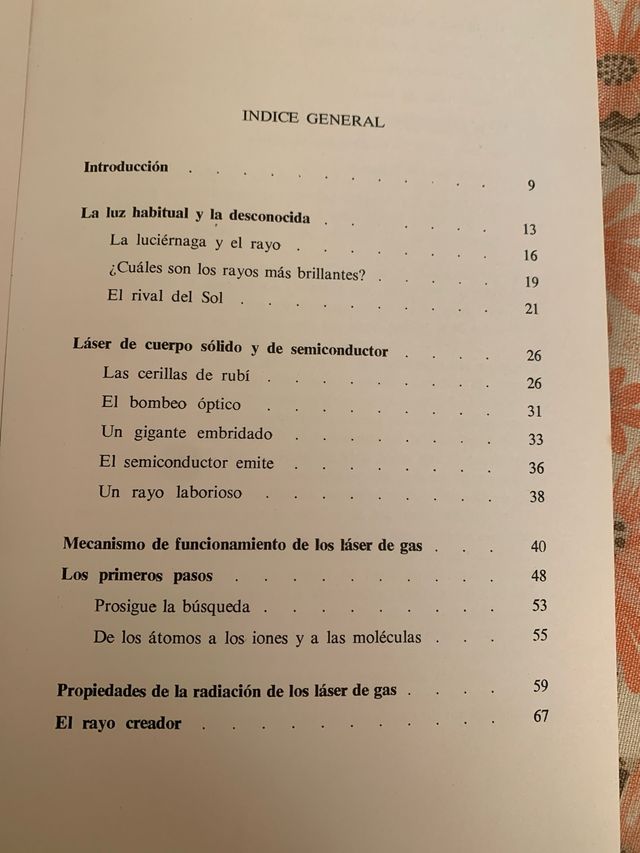 INDICE GENERAL
Introducción . . . . . . . . . . . . 9
La luz habitual y la desconocida . . . . . . . 13
La luciérnaga y el rayo . . . . . . . . 16
¿Cuáles son los rayos más brillantes? . . . . . 19
El rival del Sol . . . . . . . . . . 21
Láser de cuerpo sólido y de semiconductor . . . . 26
Las cerillas de rubí . . . . . . . . . 26
El bombeo óptico . . . . . . . . . 31
Un gigante embridado . . . . . . . . 33
El semiconductor emite . . . . . . . . 36
Un rayo laborioso . . . . . . . . . 38
Mecanismo de funcionamiento de los láser de gas . . . 40
Los primeros pasos . . . . . . . . . . 48
Prosigue la búsqueda . . . . . . . . . 53
De los átomos a los iones y a las moléculas . . . 55
Propiedades de la radiación de los láser de gas . . . . 59
El rayo creador . . . . . . . . . . . 67